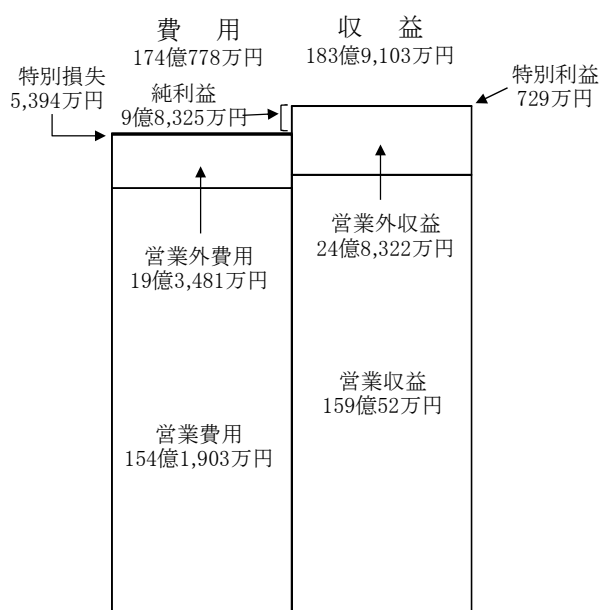 費 用
174億778万円
収 益
183億9,103万円
特別損失
5,394万円
純利益
9億8,325万円
特別利益
729万円
営業外費用
19億3,481万円
営業外収益
24億8,322万円
営業収益
159億52万円
営業費用
154億1,903万円